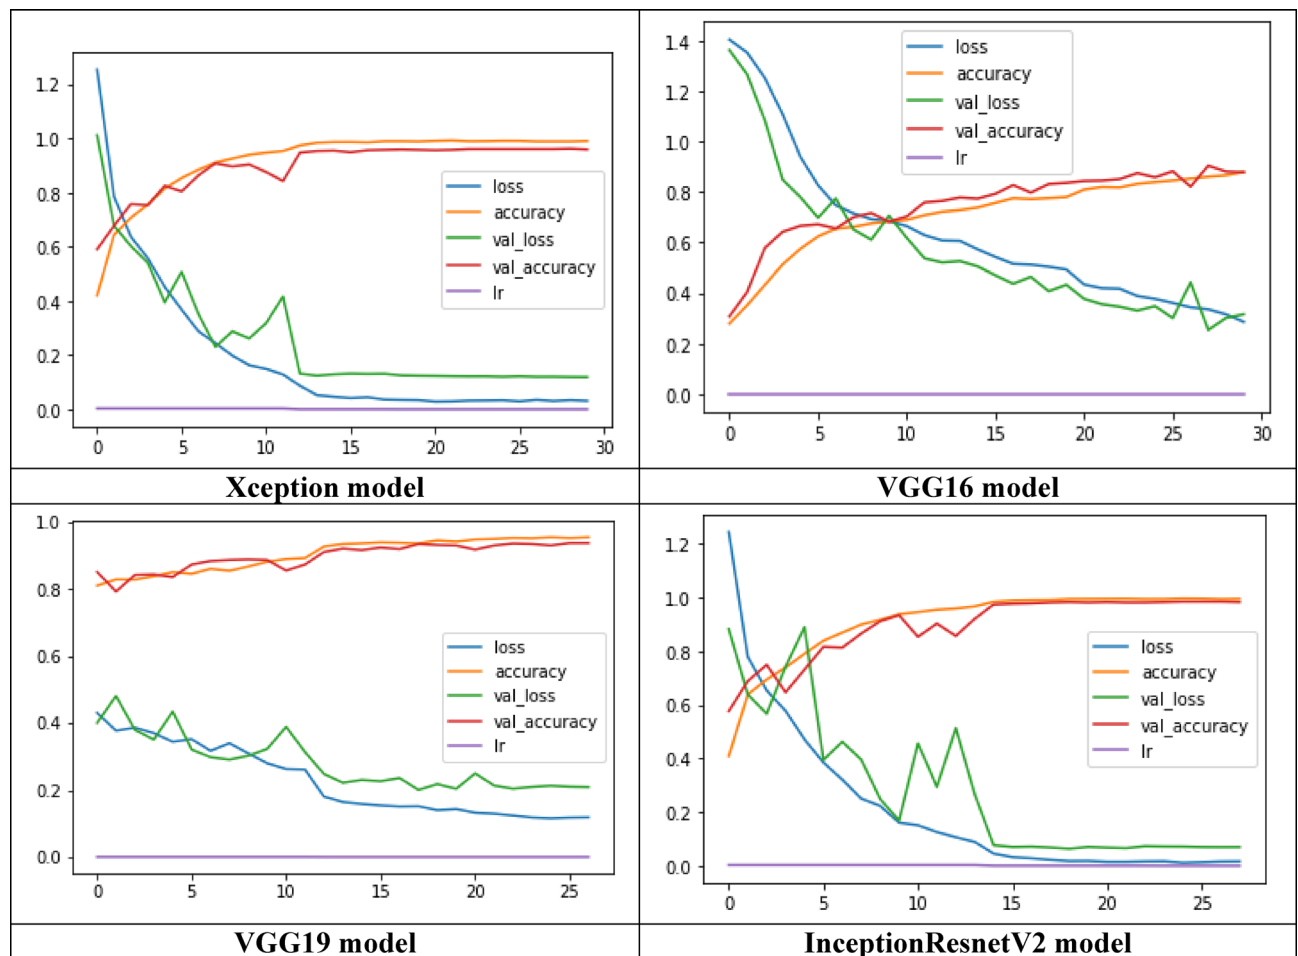 1.2
1.0
0.8
0.6
0.4
0.2
0.0
0 5 10 15 20 25 30
loss
accuracy
val_loss
val_accuracy
lr
Xception model
1.4
1.2
1.0
0.8
0.6
0.4
0.2
0.0
0 5 10 15 20 25 30
loss
accuracy
val_loss
val_accuracy
lr
VGG16 model
1.0
0.8
0.6
0.4
0.2
0.0
0 5 10 15 20 25
loss
accuracy
val_loss
val_accuracy
lr
VGG19 model
1.2
1.0
0.8
0.6
0.4
0.2
0.0
0 5 10 15 20 25
loss
accuracy
val_loss
val_accuracy
lr
InceptionResnetV2 model